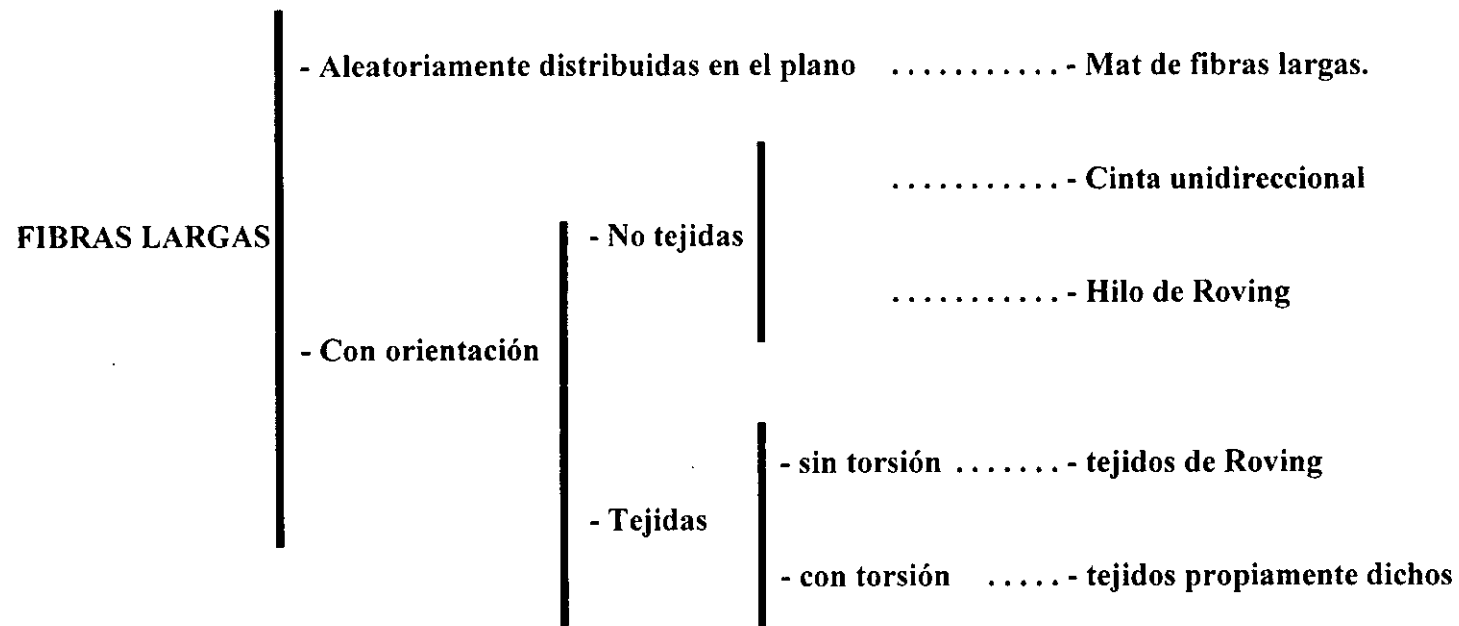 - Aleatoriamente distribuidas en el plano ........... - Mat de fibras largas.
........... - Cinta unidireccional
FIBRAS LARGAS - No tejidas
........... - Hilo de Roving
- Con orientación
- sin torsión ....... - tejidos de Roving
- Tejidas
- con torsión ..... - tejidos propiamente dichos